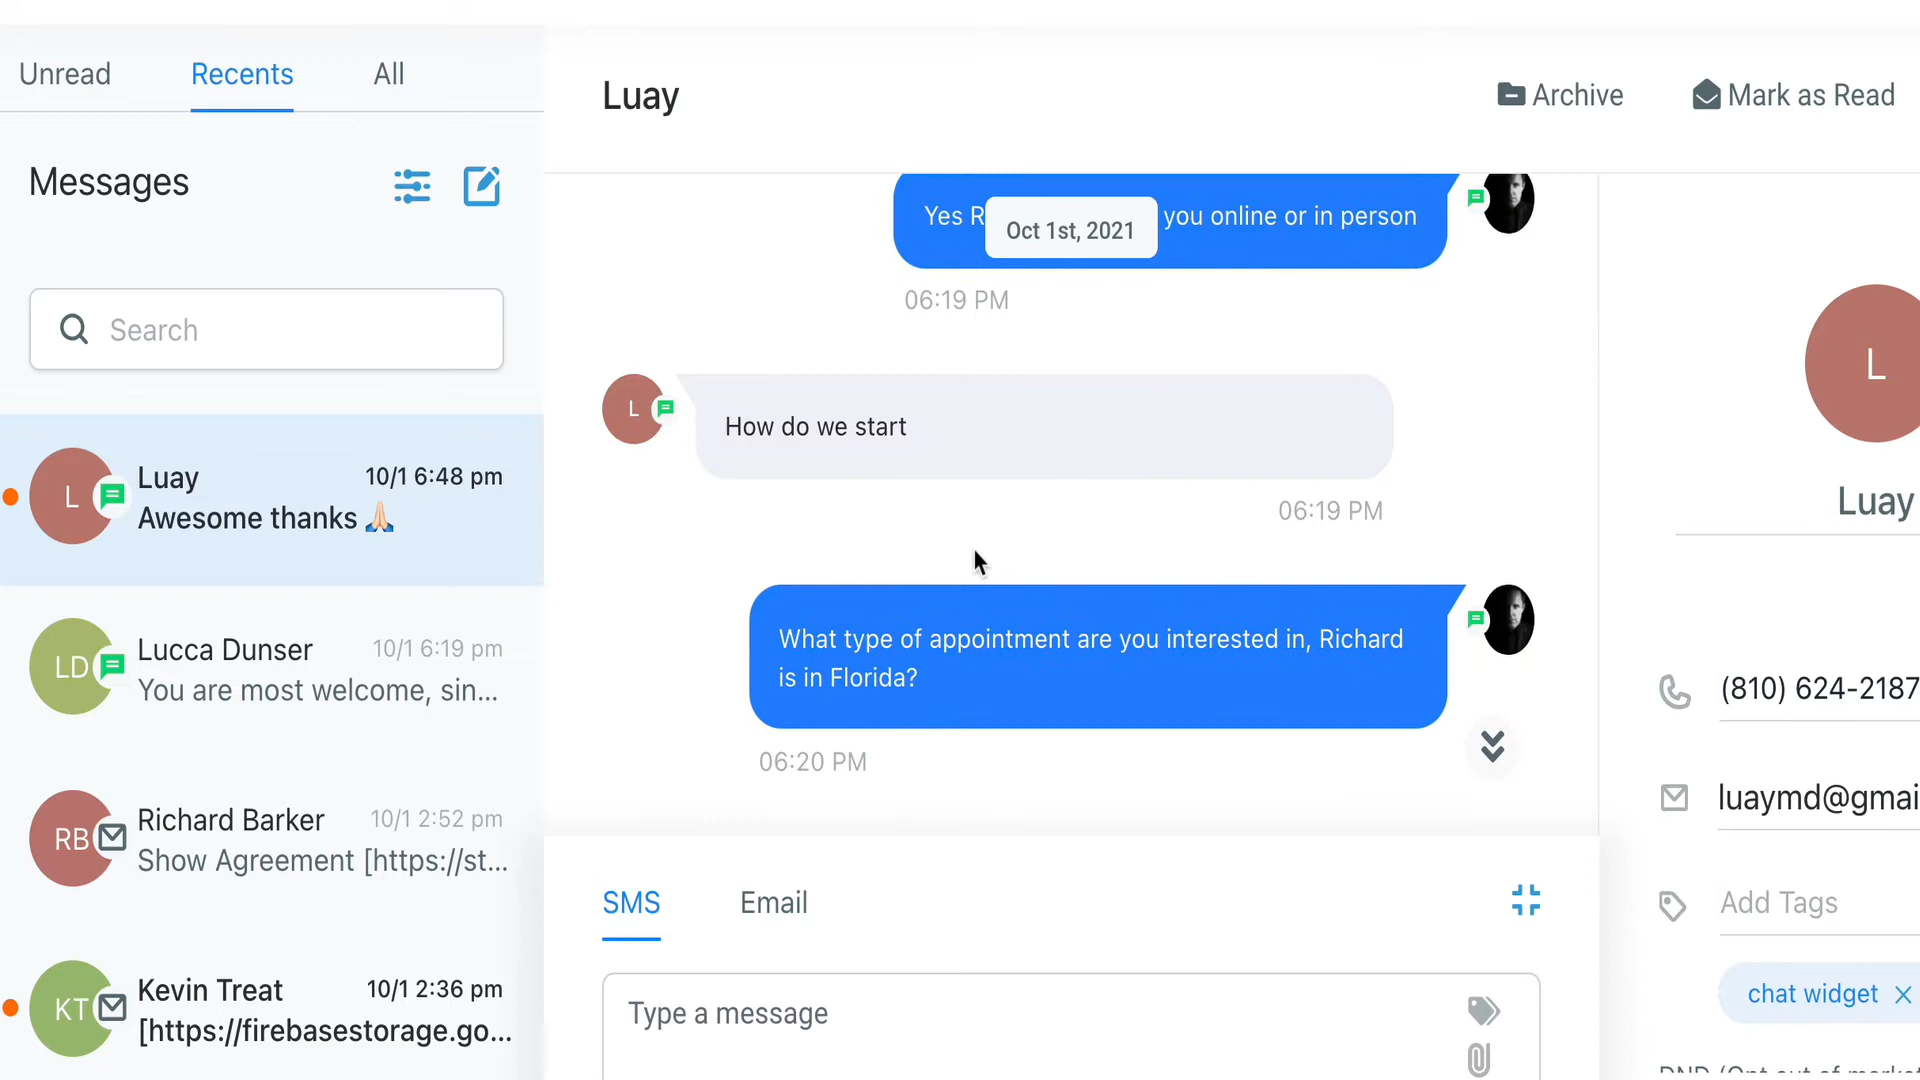 Unread Recents All
Messages
Search
L
Luay 10/1 6:48 pm
Awesome thanks 🙏🏻
LD
Lucca Dunser 10/1 6:19 pm
You are most welcome, sin...
RB
Richard Barker 10/1 2:52 pm
Show Agreement [https://st...
KT
Kevin Treat 10/1 2:36 pm
[https://firebasestorage.go...
Luay
Archive Mark as Read
Yes R you online or in person
Oct 1st, 2021
06:19 PM
L
How do we start
06:19 PM
What type of appointment are you interested in, Richard
is in Florida?
06:20 PM
SMS Email
Type a message
L
Luay
(810) 624-2187
luaymd@gmai
Add Tags
chat widget
DND (Opt out of market